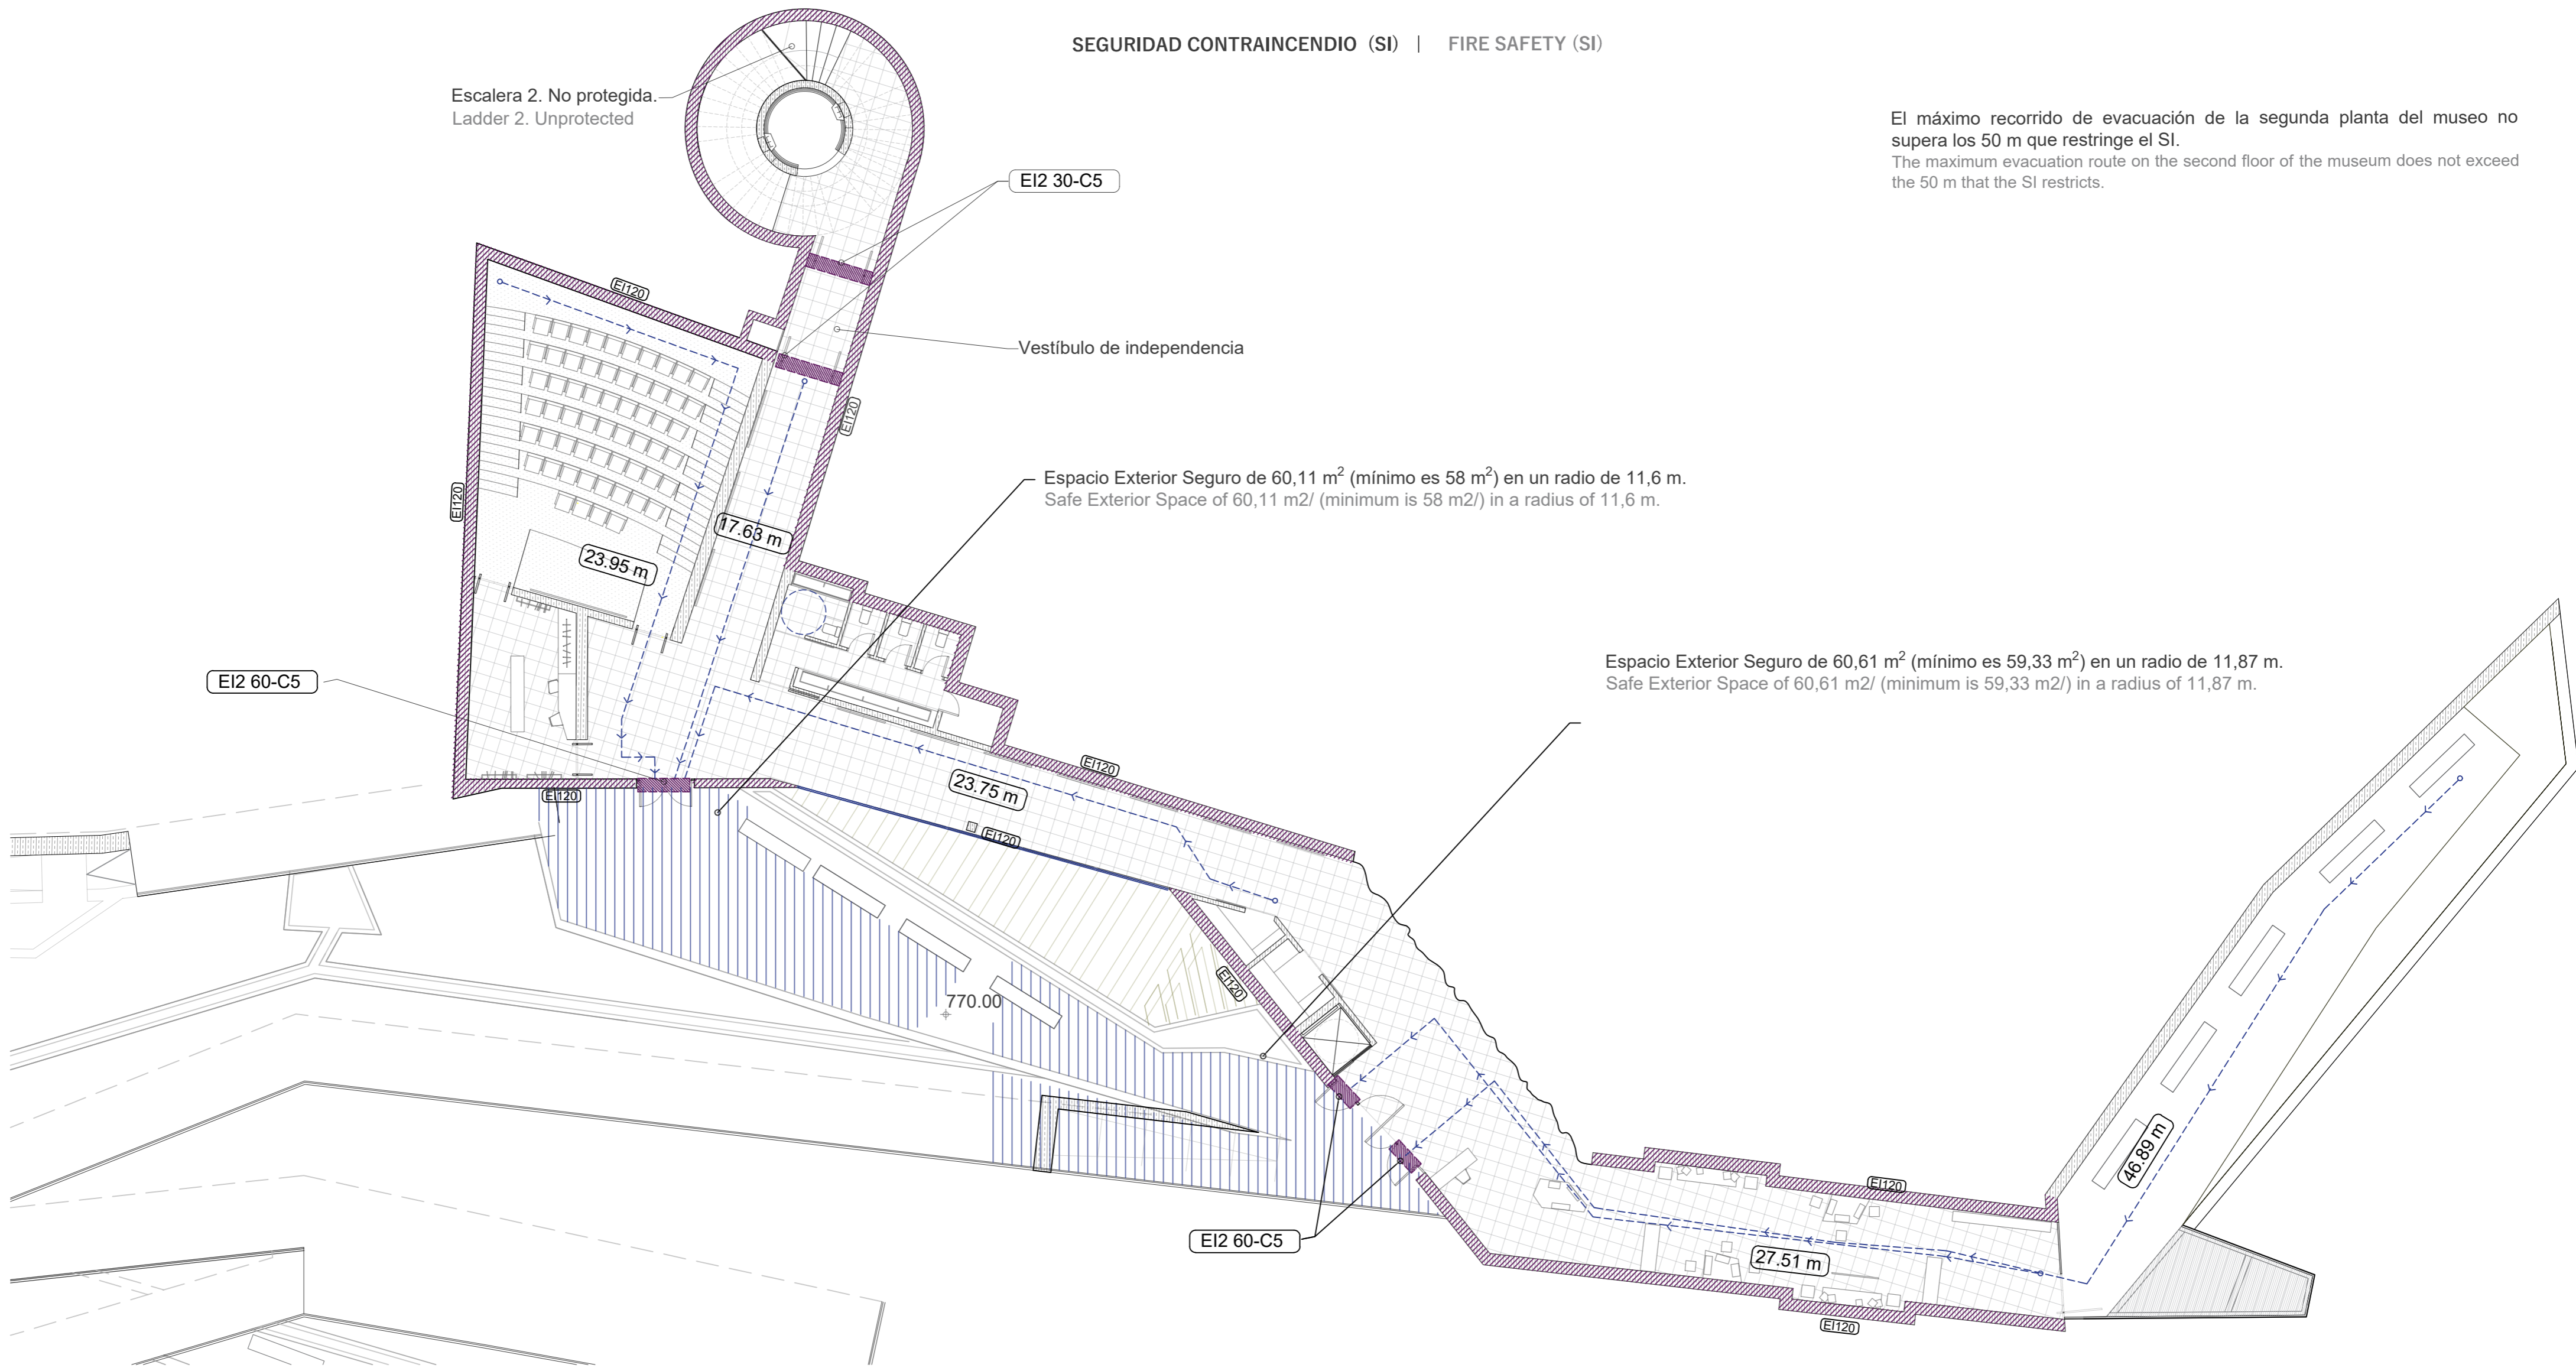 SEGURIDAD CONTRAINCENDIO (SI) | FIRE SAFETY (SI)
Escalera 2. No protegida.
Ladder 2. Unprotected
El máximo recorrido de evacuación de la segunda planta del museo no
supera los 50 m que restringe el SI.
The maximum evacuation route on the second floor of the museum does not exceed
the 50 m that the SI restricts.
EI2 30-C5
EI120
Vestíbulo de independencia
EI120
EI120
Espacio Exterior Seguro de 60,11 m² (mínimo es 58 m²) en un radio de 11,6 m.
Safe Exterior Space of 60,11 m2/ (minimum is 58 m2/) in a radius of 11,6 m.
17.63 m
23.95 m
EI2 60-C5
Espacio Exterior Seguro de 60,61 m² (mínimo es 59,33 m²) en un radio de 11,87 m.
Safe Exterior Space of 60,61 m2/ (minimum is 59,33 m2/) in a radius of 11,87 m.
EI120
23.75 m
EI120
EI120
EI120
770.00
46.89 m
EI120
EI2 60-C5
27.51 m
EI120